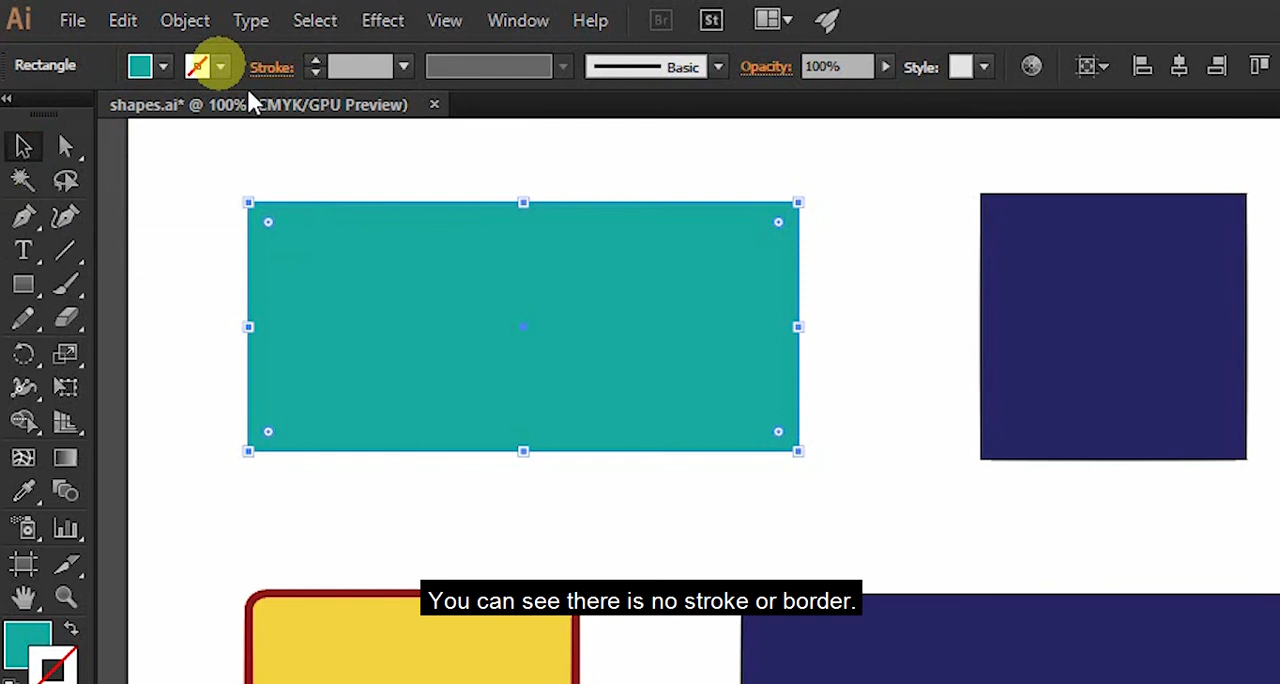 Ai File Edit Object Type Select Effect View Window Help Br St
Rectangle Stroke: Basic Opacity: 100% Style:
shapes.ai* @ 100% (CMYK/GPU Preview) ×
T
You can see there is no stroke or border.